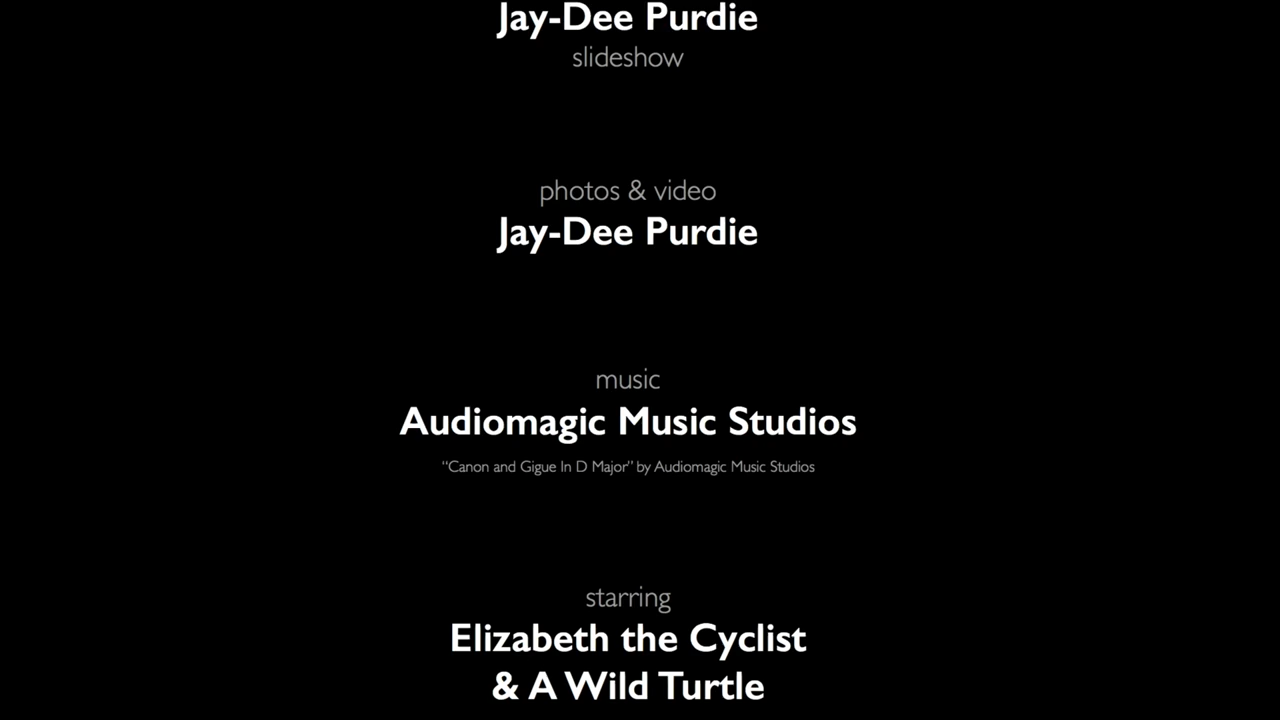 Jay-Dee Purdie
slideshow
photos & video
Jay-Dee Purdie
music
Audiomagic Music Studios
“Canon and Gigue In D Major” by Audiomagic Music Studios
starring
Elizabeth the Cyclist
& A Wild Turtle